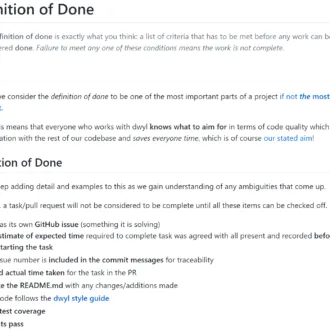 nition of Done
finition of done is exactly what you think: a list of criteria that has to be met before any work can be
ered done. Failure to meet any one of these conditions means the work is not complete.
e consider the definition of done to be one of the most important parts of a project if not the most
s means that everyone who works with dwyl knows what to aim for in terms of code quality which
ation with the rest of our codebase and saves everyone time, which is of course our stated aim!
tion of Done
ep adding detail and examples to this as we gain understanding of any ambiguities that come up.
a task/pull request will not be considered to be complete until all these items can be checked off.
as its own GitHub issue (something it is solving)
stimate of expected time required to complete task was agreed with all present and recorded befo
tarting the task
ssue number is included in the commit messages for traceability
d actual time taken for the task in the PR
e the README.md with any changes/additions made
ode follows the dwyl style guide
test coverage
ts pass